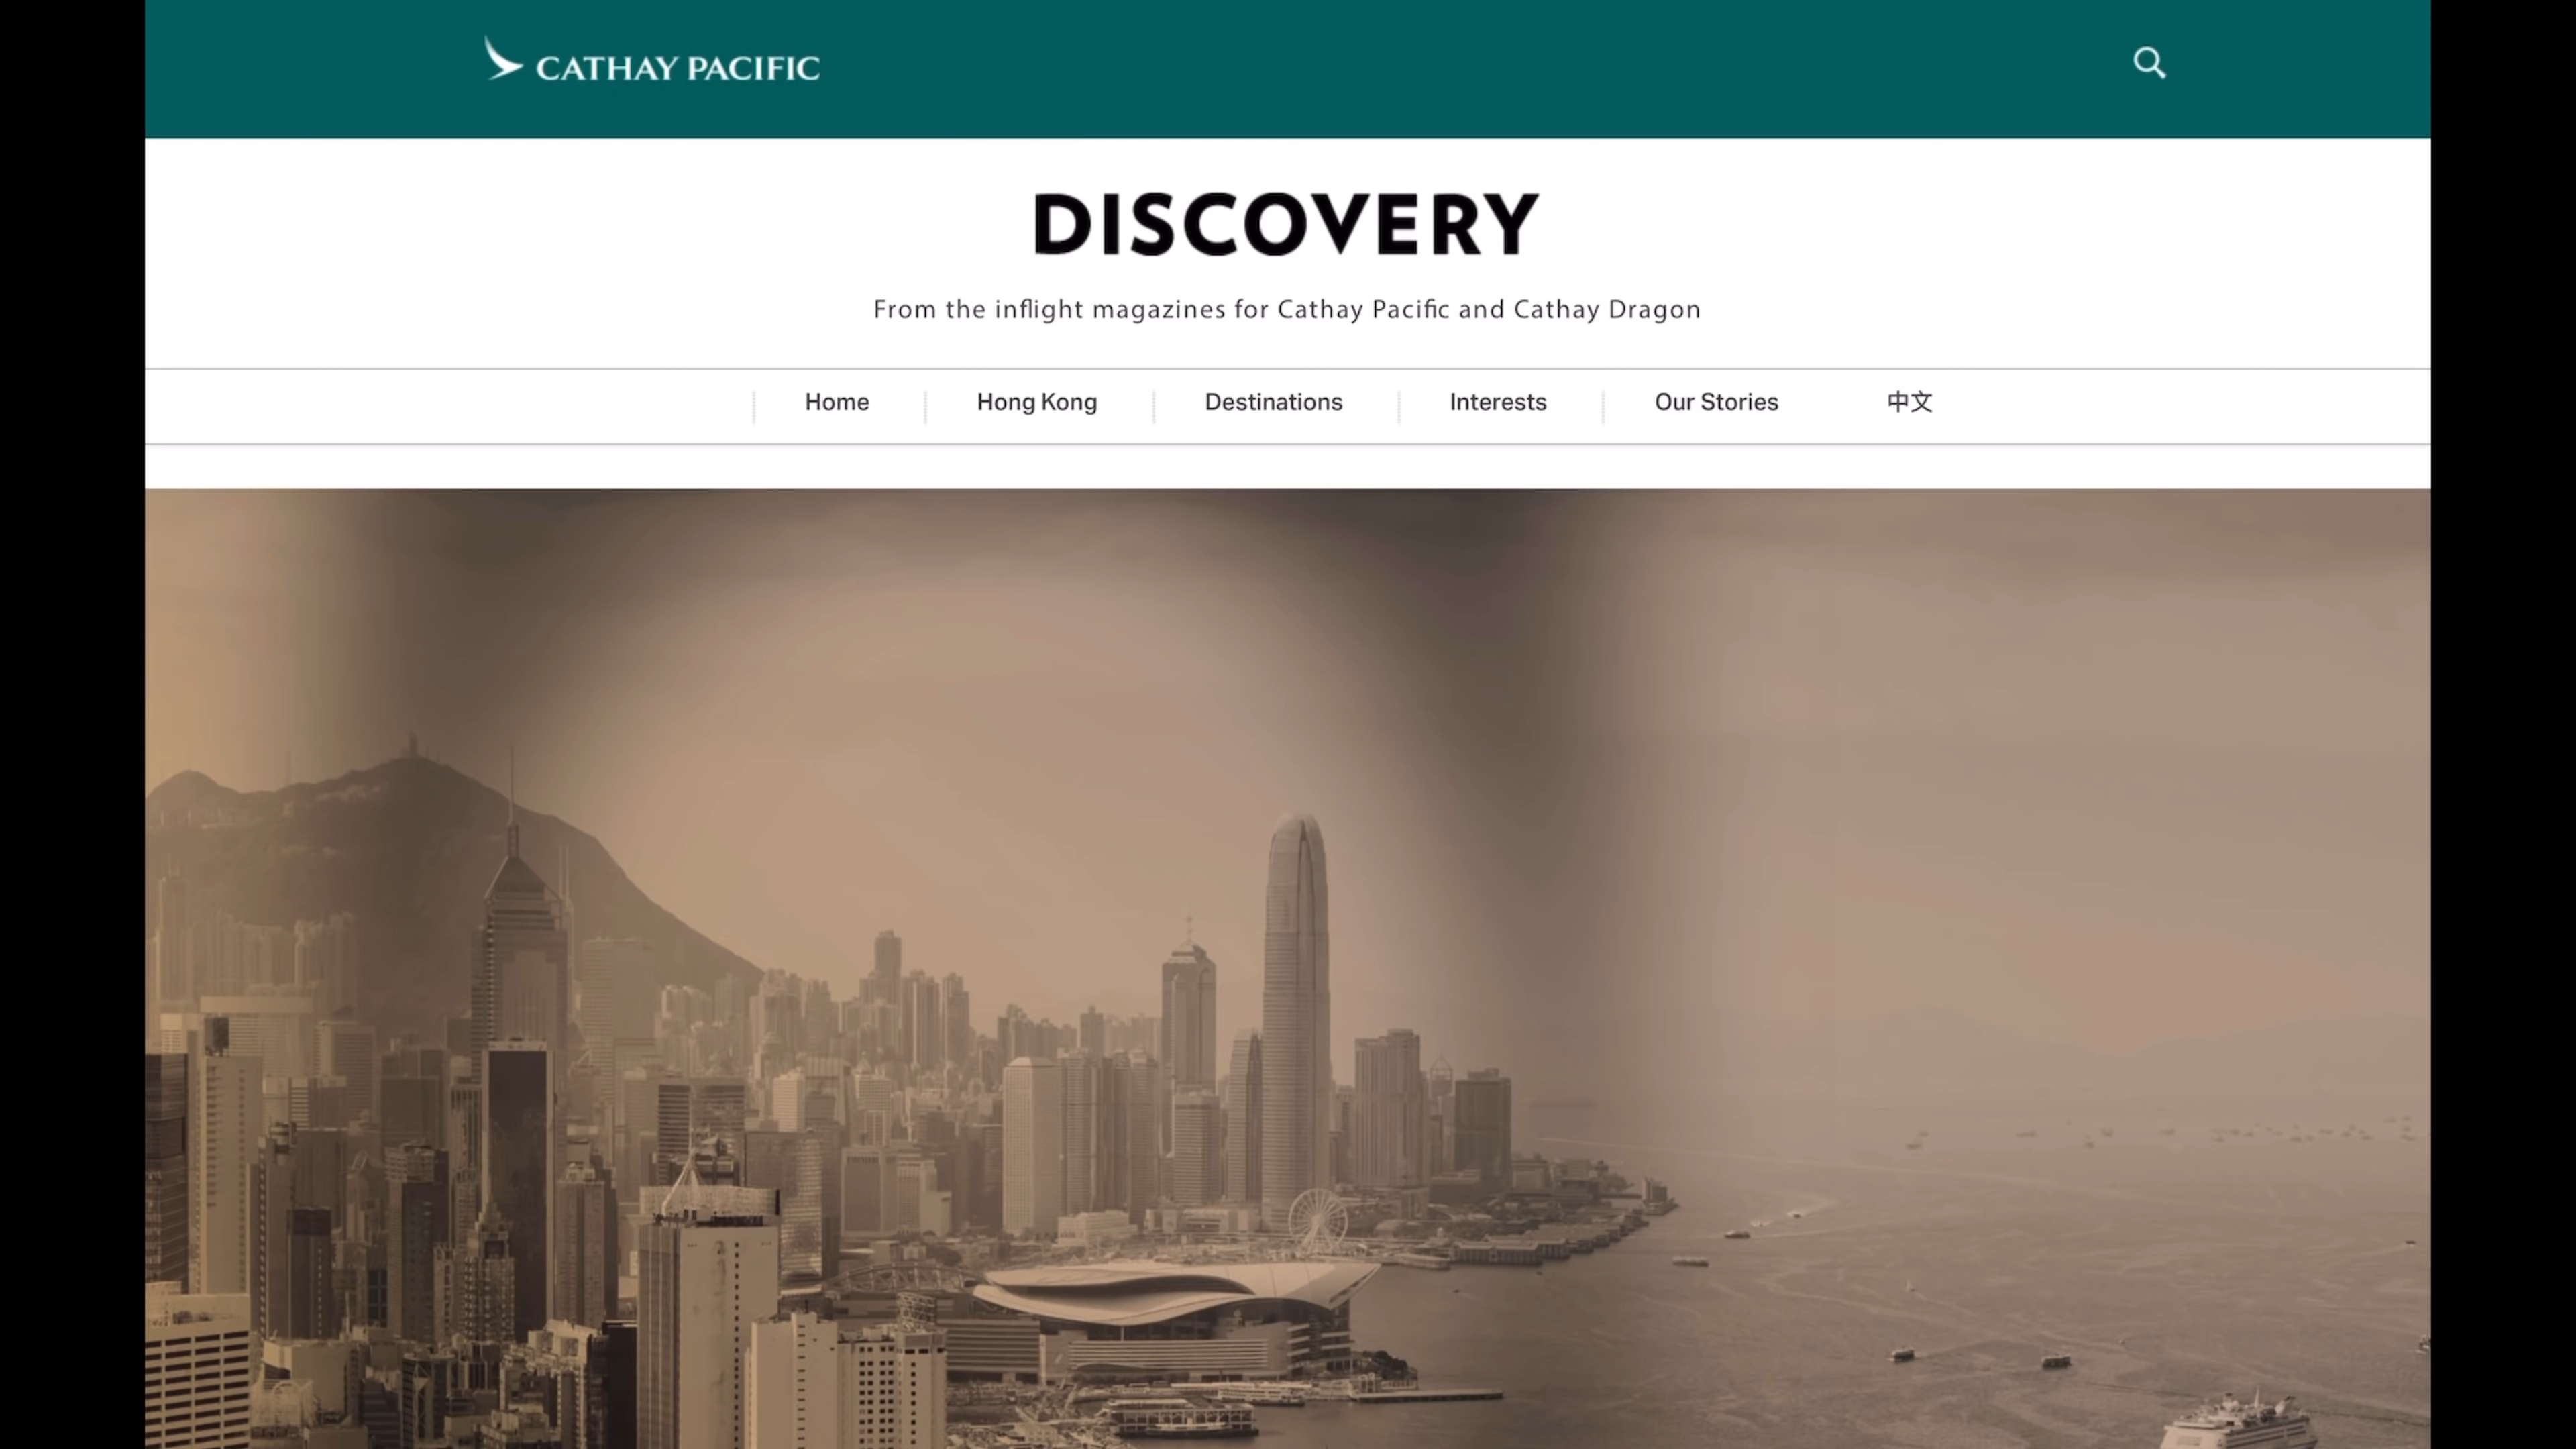 CATHAY PACIFIC
DISCOVERY
From the inflight magazines for Cathay Pacific and Cathay Dragon
Home Hong Kong Destinations Interests Our Stories 中文